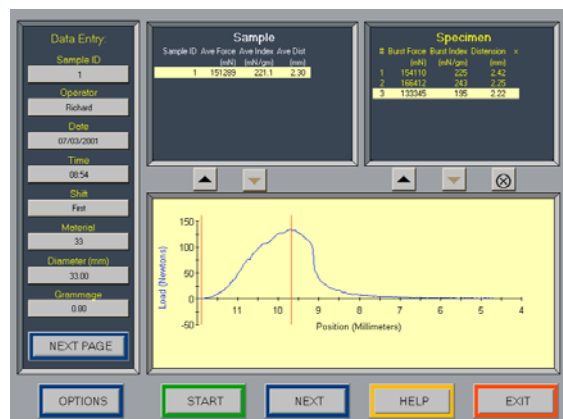 Data Entry:
Sample ID
1
Operator
Richard
Date
07/03/2001
Time
08:54
Shift
First
Material
33
Diameter (mm)
33.00
Grammage
0.80
NEXT PAGE
Sample
Sample ID Ave Force Ave Index Ave Dist
(mN) (mN/gm) (mm)
1 151289 221.1 2.30
Specimen
# Burst Force Burst Index Distension ×
(mN) (mN/gm) (mm)
1 154110 225 2.42
2 166412 243 2.25
3 133345 195 2.22
Load (Newtons)
150
100
50
0
-50
11 10 9 8 7 6 5 4
Position (Millimeters)
OPTIONS
START
NEXT
HELP
EXIT